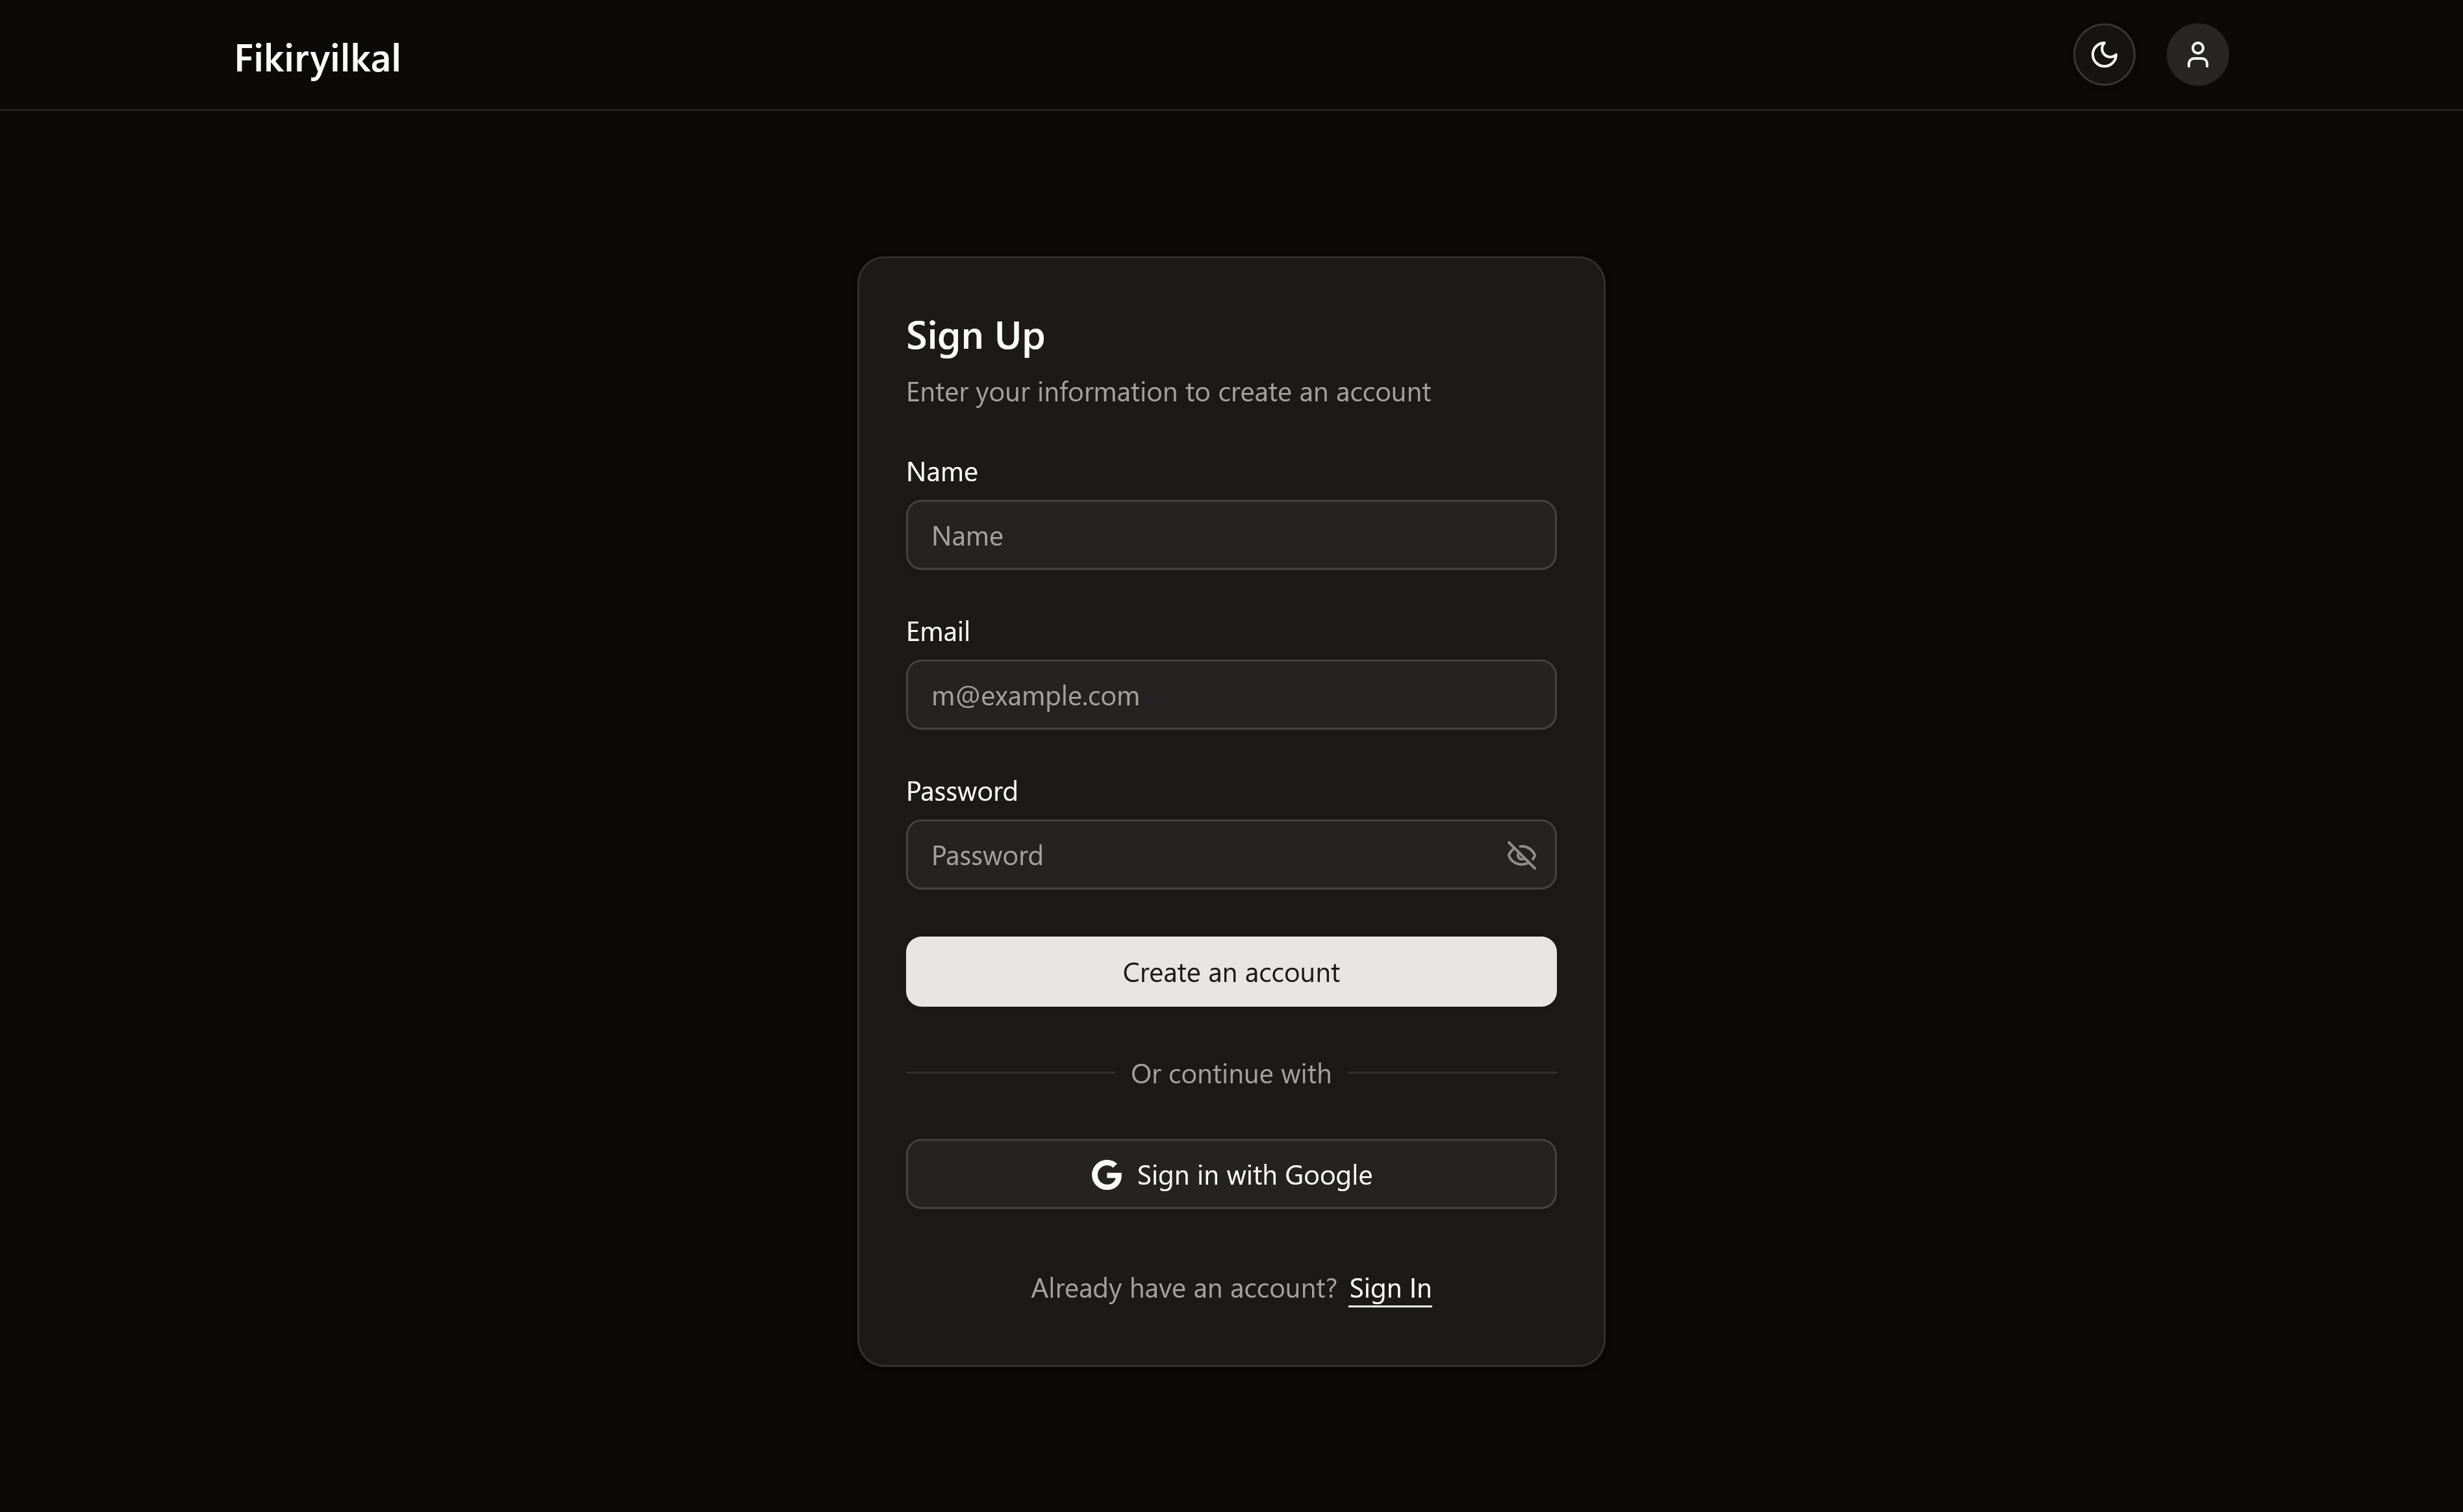 Fikiryilkal
Sign Up
Enter your information to create an account
Name
Name
Email
m@example.com
Password
Password
Create an account
Or continue with
Sign in with Google
Already have an account? Sign In